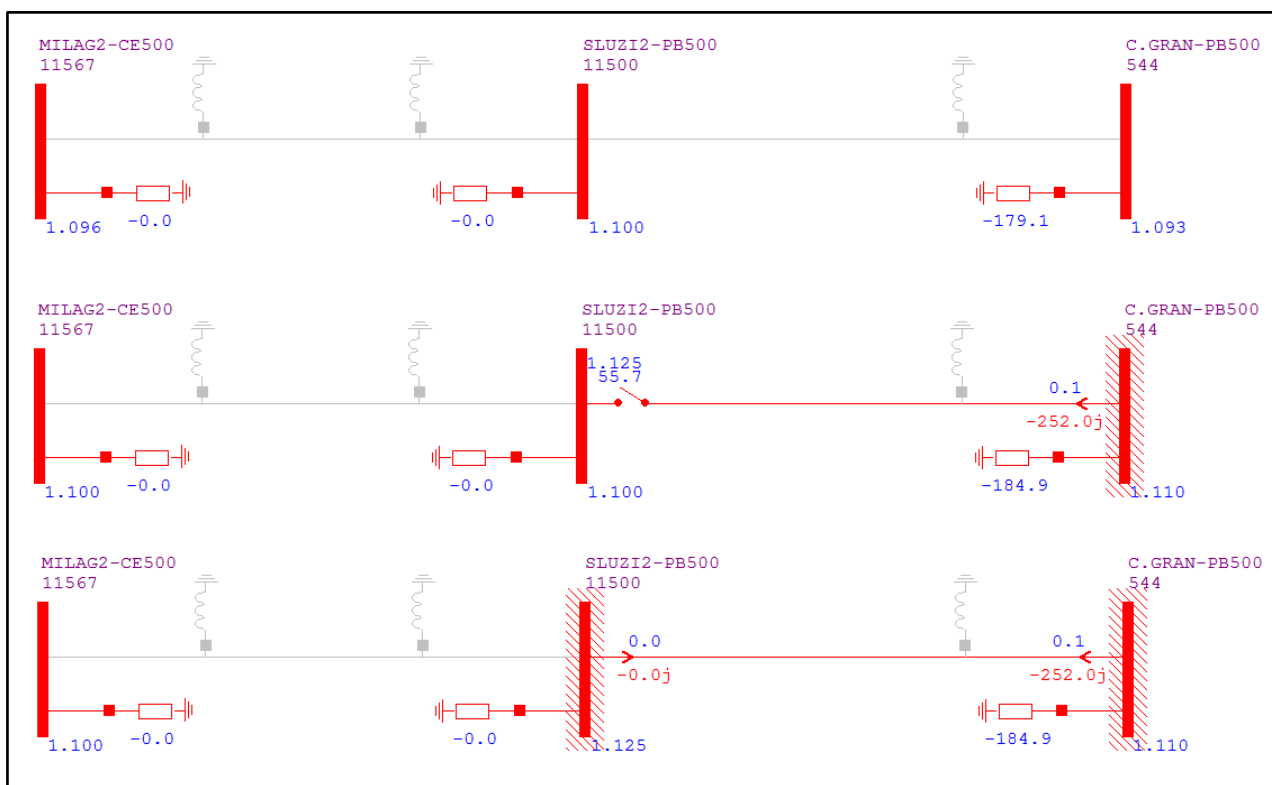 MILAG2-CE500 SLUZI2-PB500 C.GRAN-PB500
11567 11500 544
1.096 -0.0 -0.0 1.100 -179.1 1.093
MILAG2-CE500 SLUZI2-PB500 C.GRAN-PB500
11567 11500 544
1.125
55.7 0.1
-252.0j
1.100 -0.0 -0.0 1.100 -184.9 1.110
MILAG2-CE500 SLUZI2-PB500 C.GRAN-PB500
11567 11500 544
0.0 0.1
-0.0j -252.0j
1.100 -0.0 -0.0 1.125 -184.9 1.110